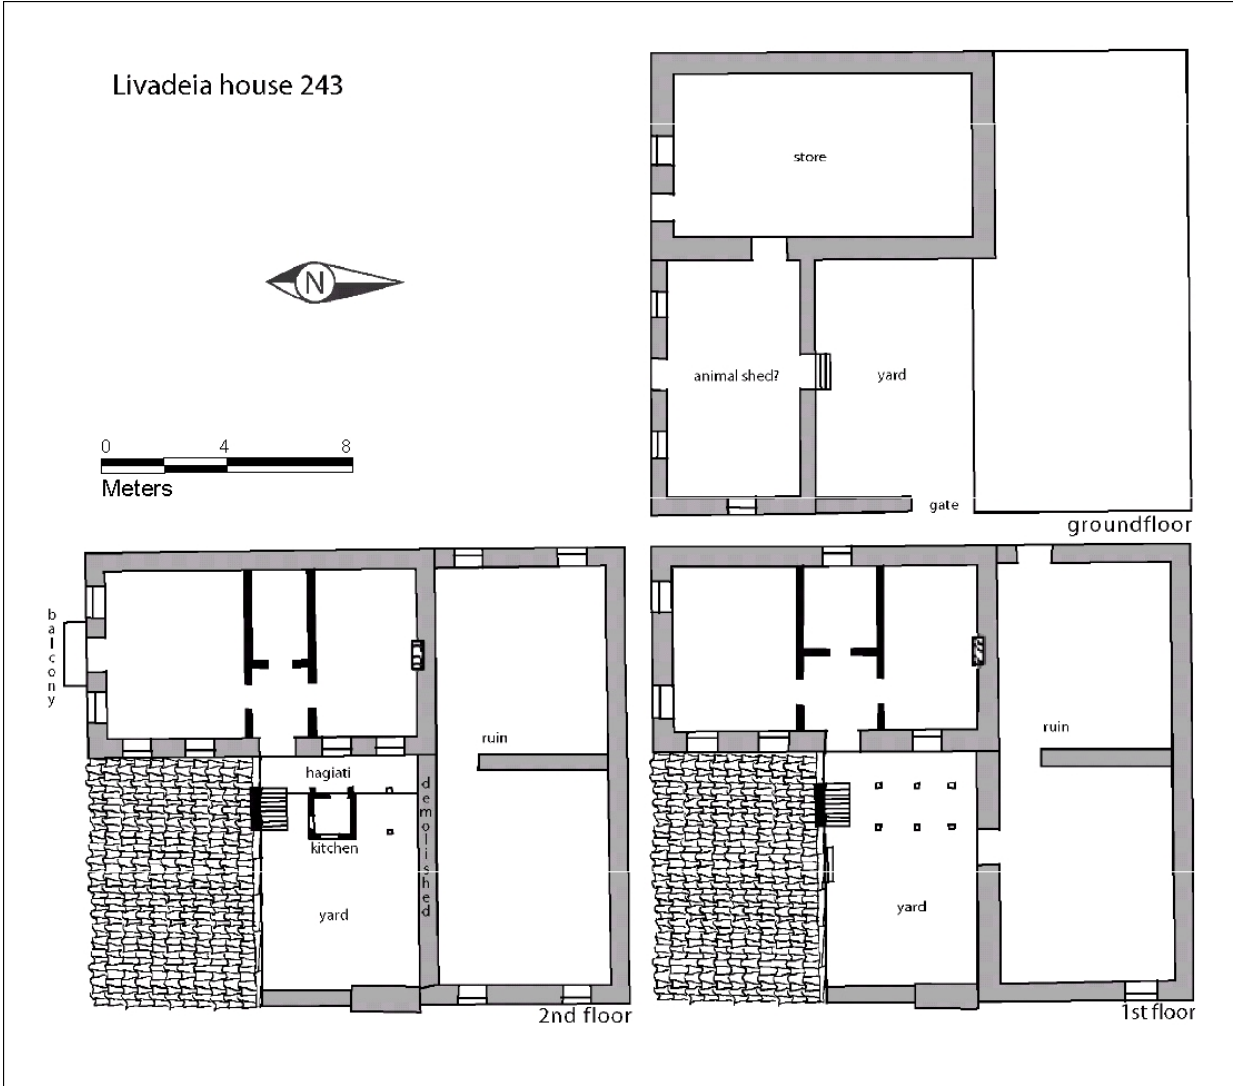 Livadeia house 243
store
N
animal shed?
yard
0 4 8
Meters
gate
groundfloor
balcony
ruin
hagiati
demolished
kitchen
yard
2nd floor
ruin
yard
1st floor